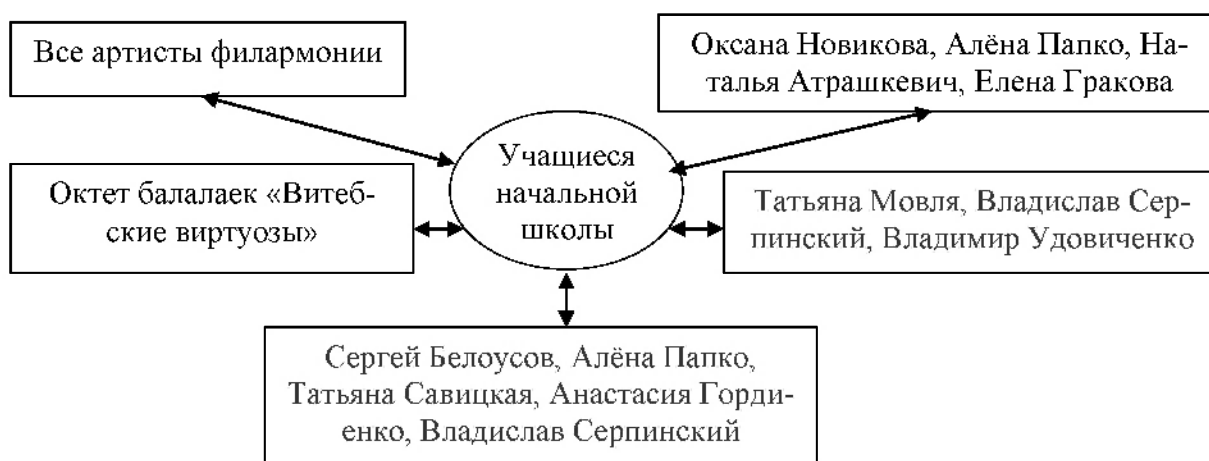 Все артисты филармонии
Оксана Новикова, Алёна Папко, На-
талья Атрашкевич, Елена Гракова
Учащиеся
начальной
школы
Октет балалаек «Витеб-
ские виртуозы»
Татьяна Мовля, Владислав Сер-
пинский, Владимир Удовиченко
Сергей Белоусов, Алёна Папко,
Татьяна Савицкая, Анастасия Горди-
енко, Владислав Серпинский